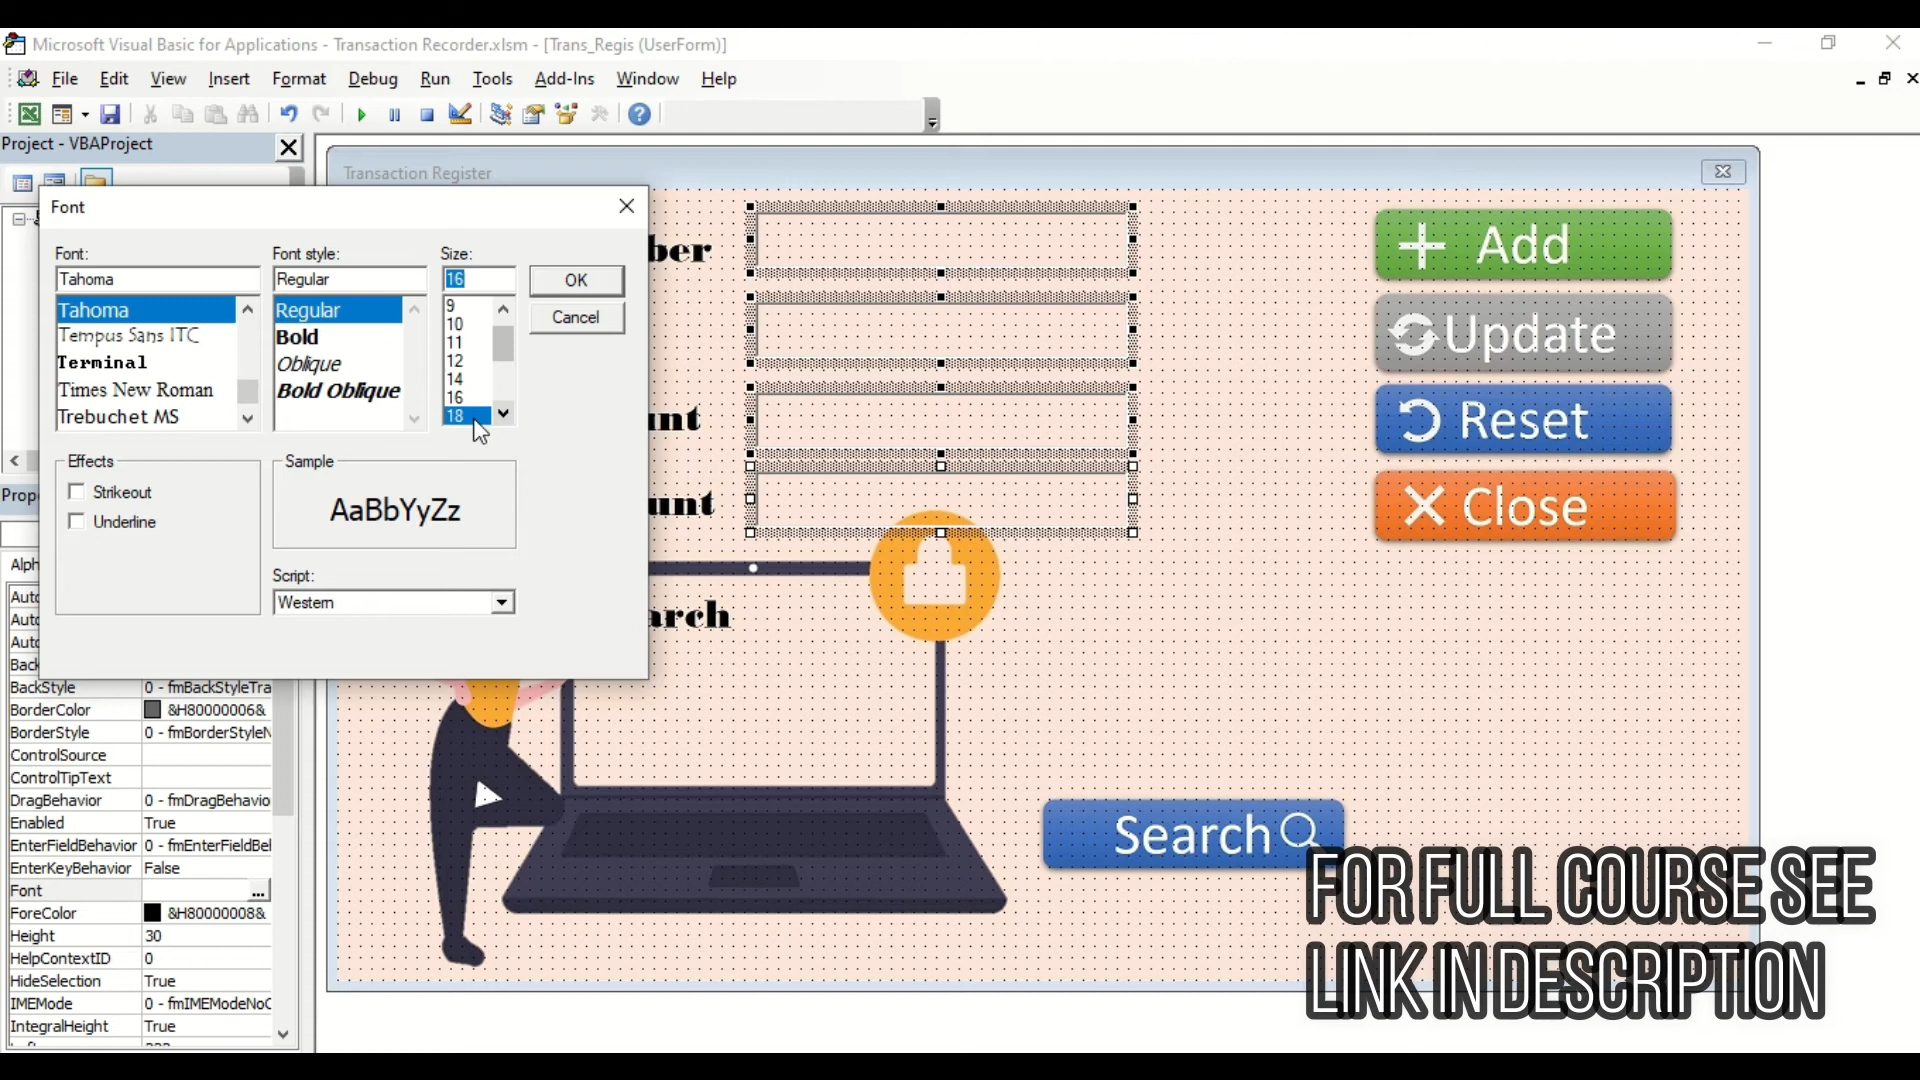 Microsoft Visual Basic for Applications - Transaction Recorder.xlsm - [Trans_Regis (UserForm)]
File Edit View Insert Format Debug Run Tools Add-Ins Window Help
Project - VBAProject
Transaction Register
Font
Font:
Font style:
Size:
Tahoma
Regular
16
OK
Cancel
Tahoma
Tempus Sans ITC
Terminal
Times New Roman
Trebuchet MS
Regular
Bold
Oblique
Bold Oblique
9
10
11
12
14
16
18
Effects
Strikeout
Underline
Sample
AaBbYyZz
Script:
Western
ber
unt
arch
Add
Update
Reset
Close
Search
Prop
Alph
Auto
Auto
Auto
Back
BackStyle 0 - fmBackStyleTra
BorderColor &H80000006&
BorderStyle 0 - fmBorderStyleN
ControlSource
ControlTipText
DragBehavior 0 - fmDragBehavio
Enabled True
EnterFieldBehavior 0 - fmEnterFieldBel
EnterKeyBehavior False
Font ...
ForeColor &H80000008&
Height 30
HelpContextID 0
HideSelection True
IMEMode 0 - fmIMEModeNoC
IntegralHeight True
FOR FULL COURSE SEE
LINK IN DESCRIPTION